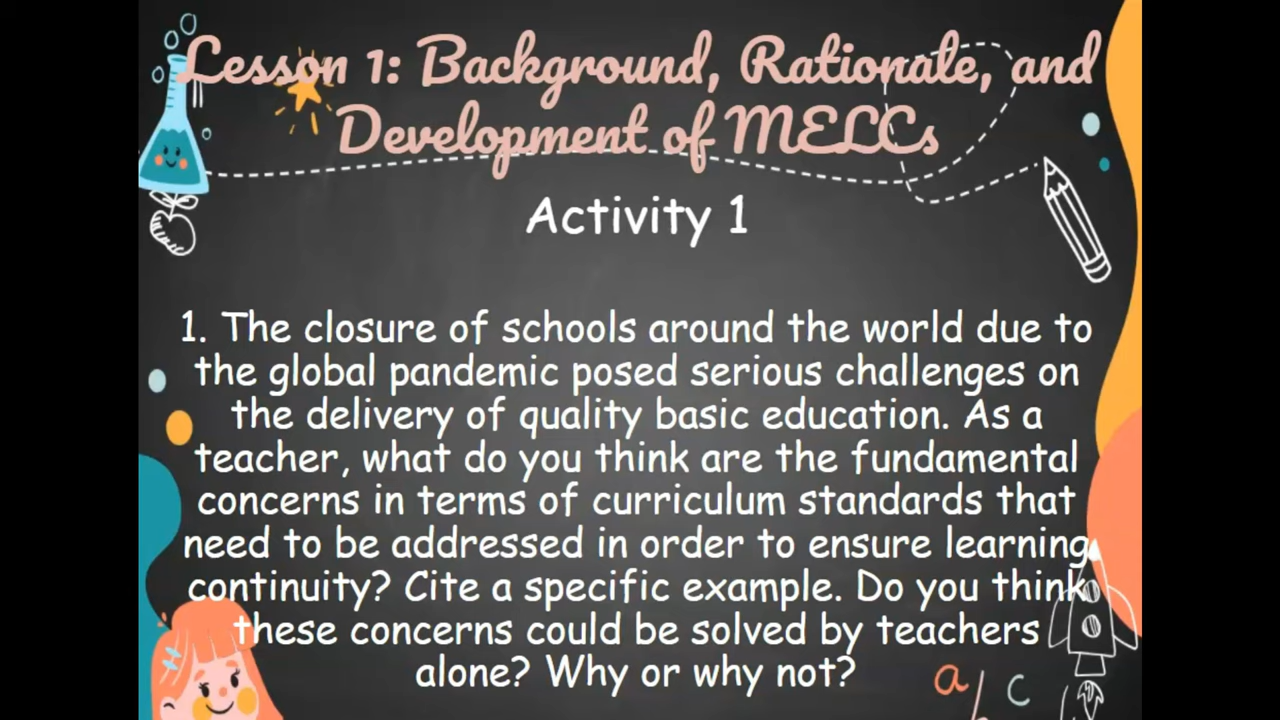 Lesson 1: Background, Rationale, and
Development of MELCs
Activity 1
1. The closure of schools around the world due to
the global pandemic posed serious challenges on
the delivery of quality basic education. As a
teacher, what do you think are the fundamental
concerns in terms of curriculum standards that
need to be addressed in order to ensure learning
continuity? Cite a specific example. Do you think
these concerns could be solved by teachers
alone? Why or why not?
a b c